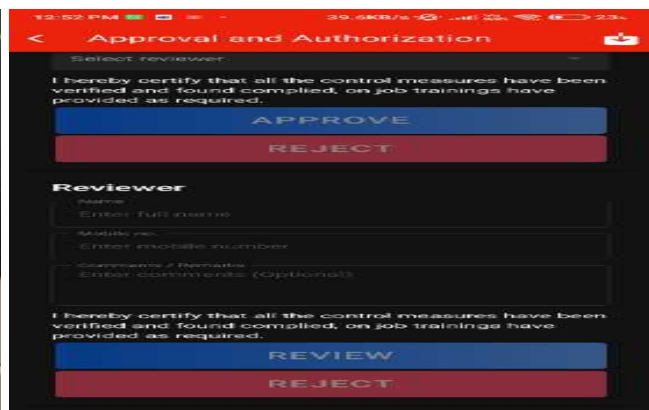 12:52 PM
39.6KB/s
23%
< Approval and Authorization
Select reviewer
I hereby certify that all the control measures have been
verified and found complied, on job trainings have
provided as required.
APPROVE
REJECT
Reviewer
Name
Enter full name
Mobile no.
Enter mobile number
Comments / Remarks
Enter comments (Optional)
I hereby certify that all the control measures have been
verified and found complied, on job trainings have
provided as required.
REVIEW
REJECT